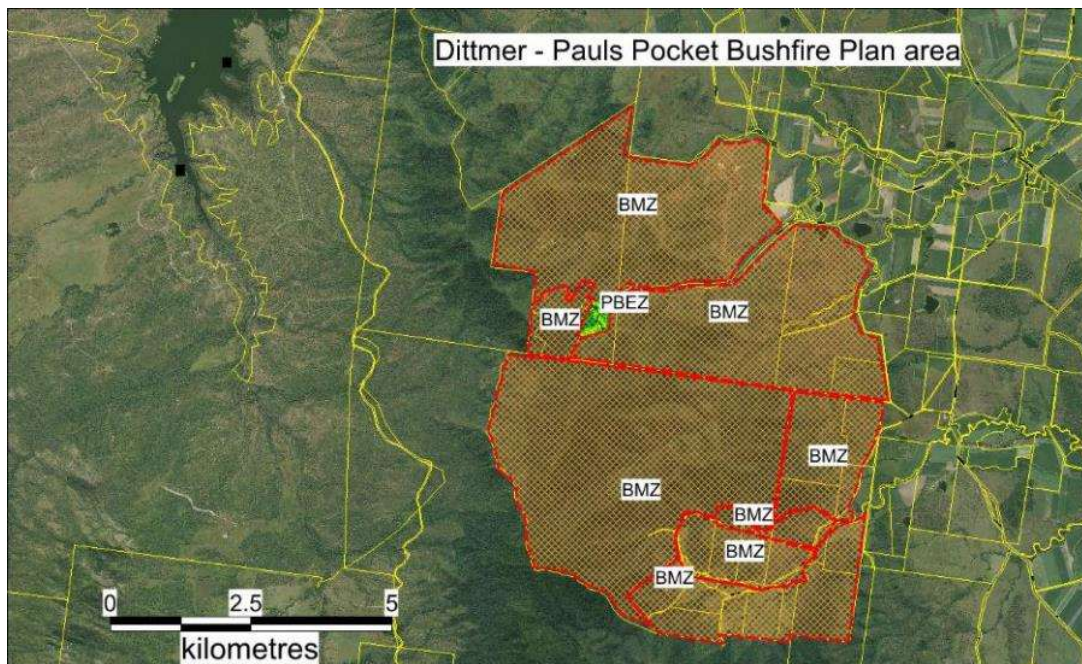 Dittmer - Pauls Pocket Bushfire Plan area
BMZ
PBEZ
BMZ
BMZ
BMZ
BMZ
BMZ
BMZ
BMZ
0 2.5 5
kilometres